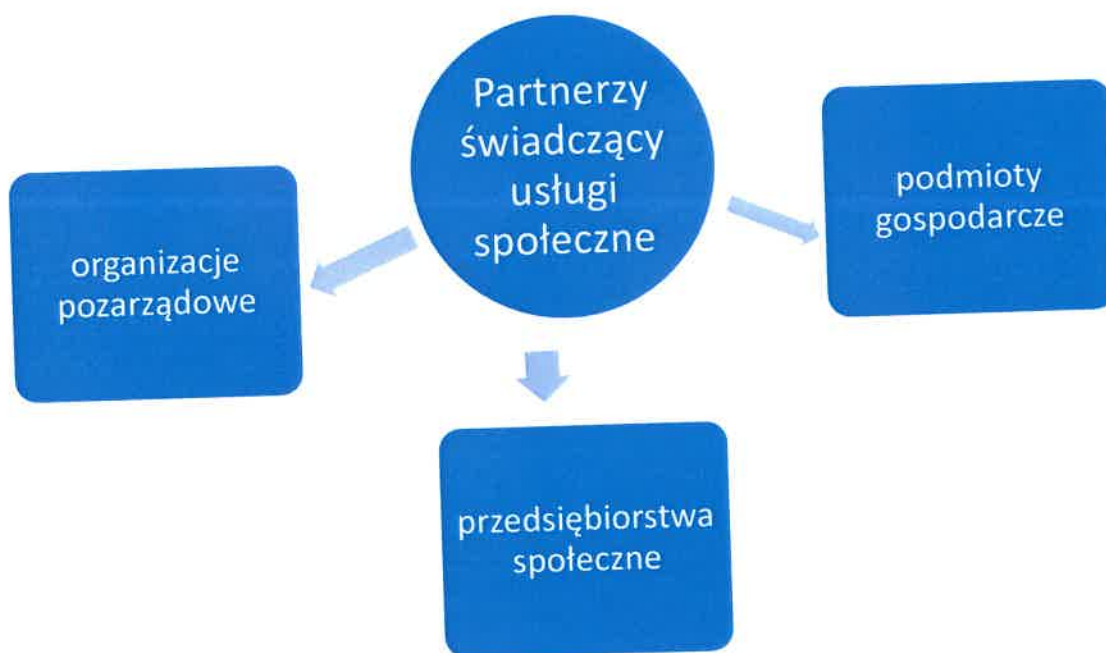 Partnerzy
świadczący
usługi
społeczne
organizacje
pozarządowe
podmioty
gospodarcze
przedsiębiorstwa
społeczne